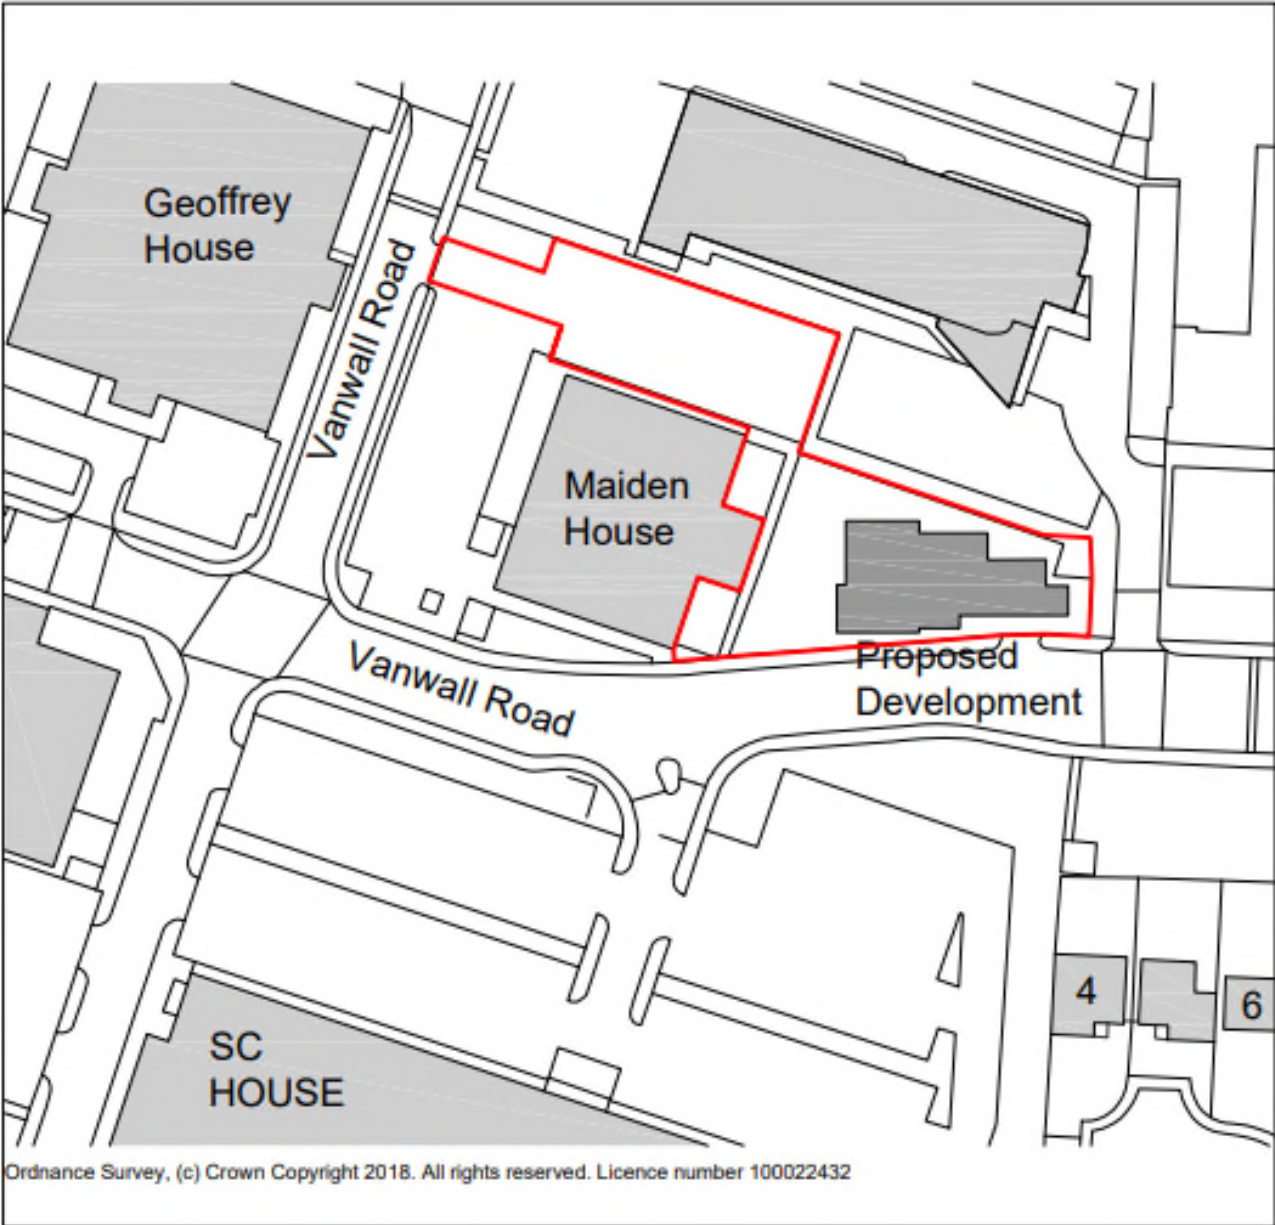 Geoffrey
House
Vanwall Road
Maiden
House
Vanwall Road
Proposed
Development
4
6
SC
HOUSE
Ordnance Survey, (c) Crown Copyright 2018. All rights reserved. Licence number 100022432